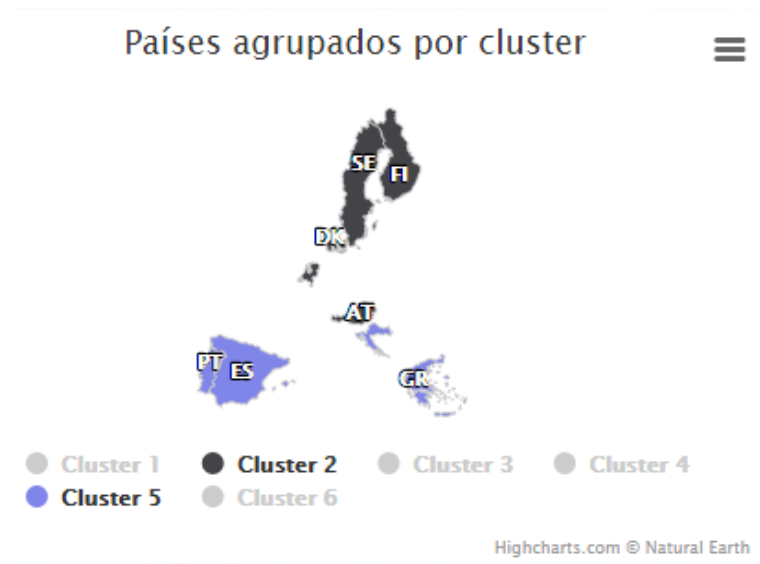 Países agrupados por cluster
SE
FI
DK
AT
PT
ES
GR
Cluster 1
Cluster 2
Cluster 3
Cluster 4
Cluster 5
Cluster 6
Highcharts.com © Natural Earth